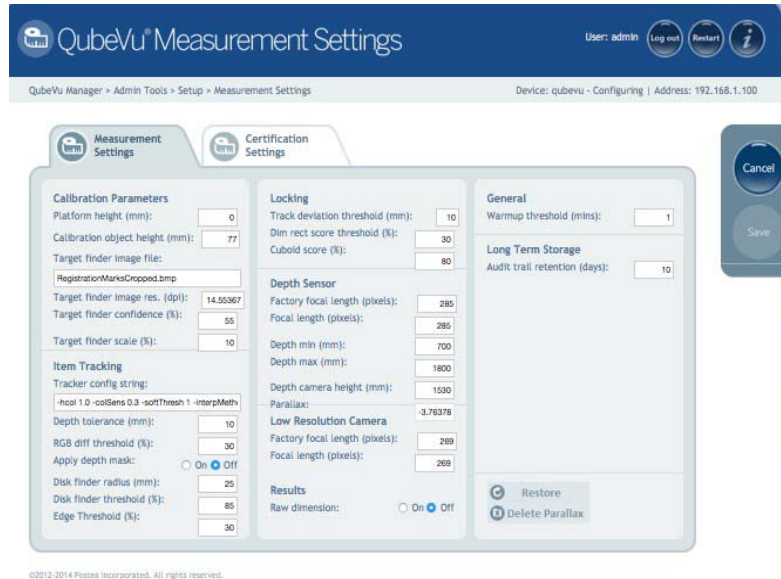 QubeVu® Measurement Settings
User: admin
Log out
Restart
i
QubeVu Manager > Admin Tools > Setup > Measurement Settings
Device: qubevu - Configuring | Address: 192.168.1.100
Measurement
Settings
Certification
Settings
Cancel
Save
Calibration Parameters
Platform height (mm): 0
Calibration object height (mm): 77
Target finder image file:
RegistrationMarksCropped.bmp
Target finder image res. (dpi): 14.55367
Target finder confidence (%): 55
Target finder scale (%): 10
Item Tracking
Tracker config string:
-hcol 1.0 -colSens 0.3 -softThresh 1 -interpMeth
Depth tolerance (mm): 10
RGB diff threshold (%): 30
Apply depth mask: On Off
Disk finder radius (mm): 25
Disk finder threshold (%): 85
Edge Threshold (%): 30
Locking
Track deviation threshold (mm): 10
Dim rect score threshold (%): 30
Cuboid score (%): 80
Depth Sensor
Factory focal length (pixels): 285
Focal length (pixels): 285
Depth min (mm): 700
Depth max (mm): 1800
Depth camera height (mm): 1530
Parallax: -3.76378
Low Resolution Camera
Factory focal length (pixels): 269
Focal length (pixels): 269
Results
Raw dimension: On Off
General
Warmup threshold (mins): 1
Long Term Storage
Audit trail retention (days): 10
Restore
Delete Parallax
©2012-2014 Postea Incorporated. All rights reserved.